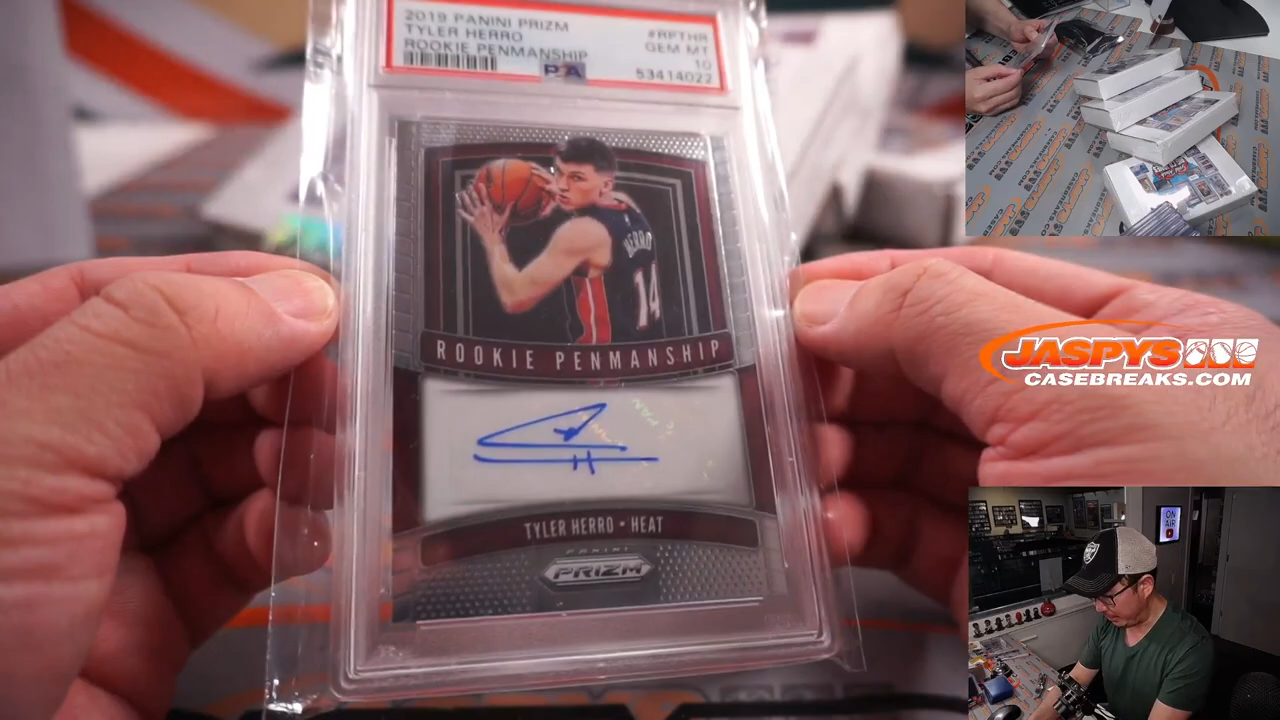 2019 PANINI PRIZM
TYLER HERRO
ROOKIE PENMANSHIP
#RPTHR
GEM MT
10
53414022
PSA
HERRO
14
ROOKIE PENMANSHIP
TYLER HERRO • HEAT
PANINI
PRIZM
JASPYS
CASEBREAKS.COM
ON
AIR